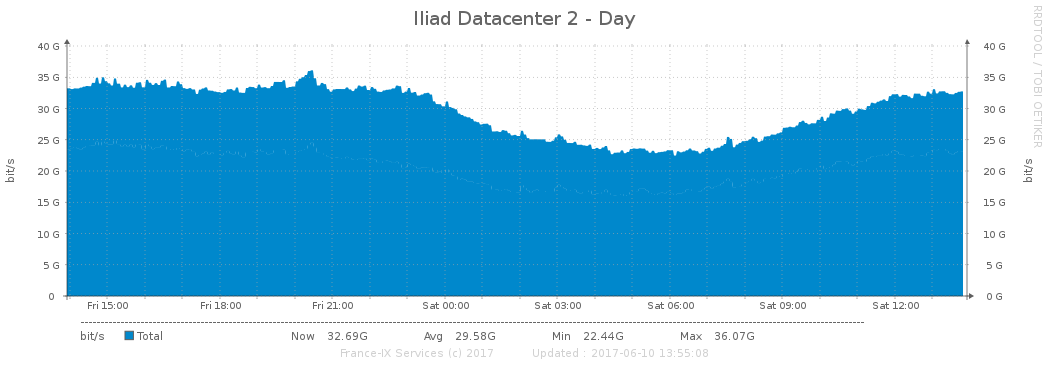 Iliad Datacenter 2 - Day
RRDTOOL / TOBI OETIKER
bit/s
40 G 40 G
35 G 35 G
30 G 30 G
25 G 25 G
20 G 20 G
15 G 15 G
10 G 10 G
5 G 5 G
0 0 G
bit/s
Fri 15:00 Fri 18:00 Fri 21:00 Sat 00:00 Sat 03:00 Sat 06:00 Sat 09:00 Sat 12:00
bit/s Total Now 32.69G Avg 29.58G Min 22.44G Max 36.07G
France-IX Services (c) 2017 Updated : 2017-06-10 13:55:08